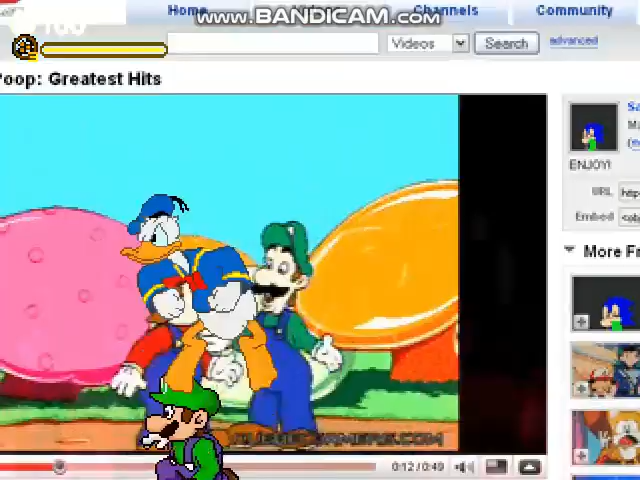 Home
Channels
Community
WWW.BANDICAM.COM
Videos
Search
advanced
oop: Greatest Hits
ENJOY!
URL
Embed
More Fr
0:12 / 0:49